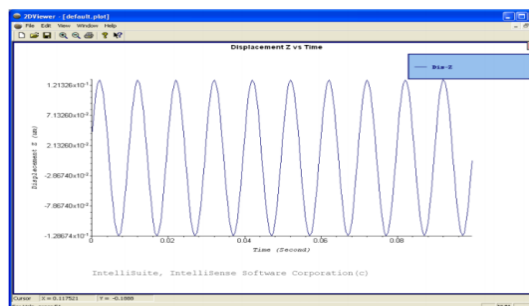 2DViewer - [default.plot]
File Edit View Window Help
Displacement Z vs Time
Dis-Z
1.21326x10⁻¹
7.13260x10⁻²
2.13260x10⁻²
-2.86740x10⁻²
-7.86740x10⁻²
-1.28674x10⁻¹
Displacement Z (um)
0 0.02 0.04 0.06 0.08
Time (Second)
IntelliSuite, IntelliSense Software Corporation(c)
Cursor X = 0.117521 Y = -0.1988